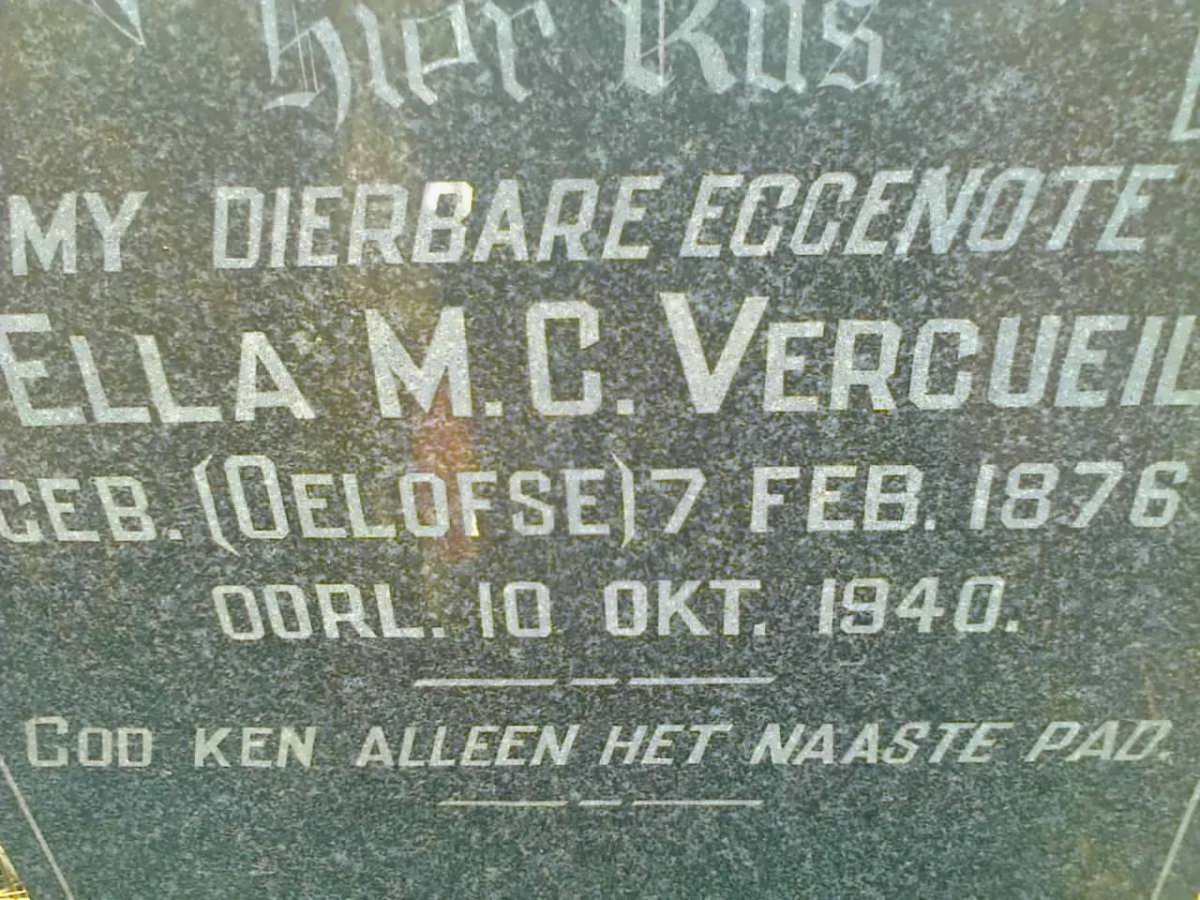 Hier Rus
MY DIERBARE EGGENOTE
ELLA M.C. VERCUEIL
GEB. (OELOFSE) 7 FEB. 1876
OORL. 10 OKT. 1940.
GOD KEN ALLEEN HET NAASTE PAD.